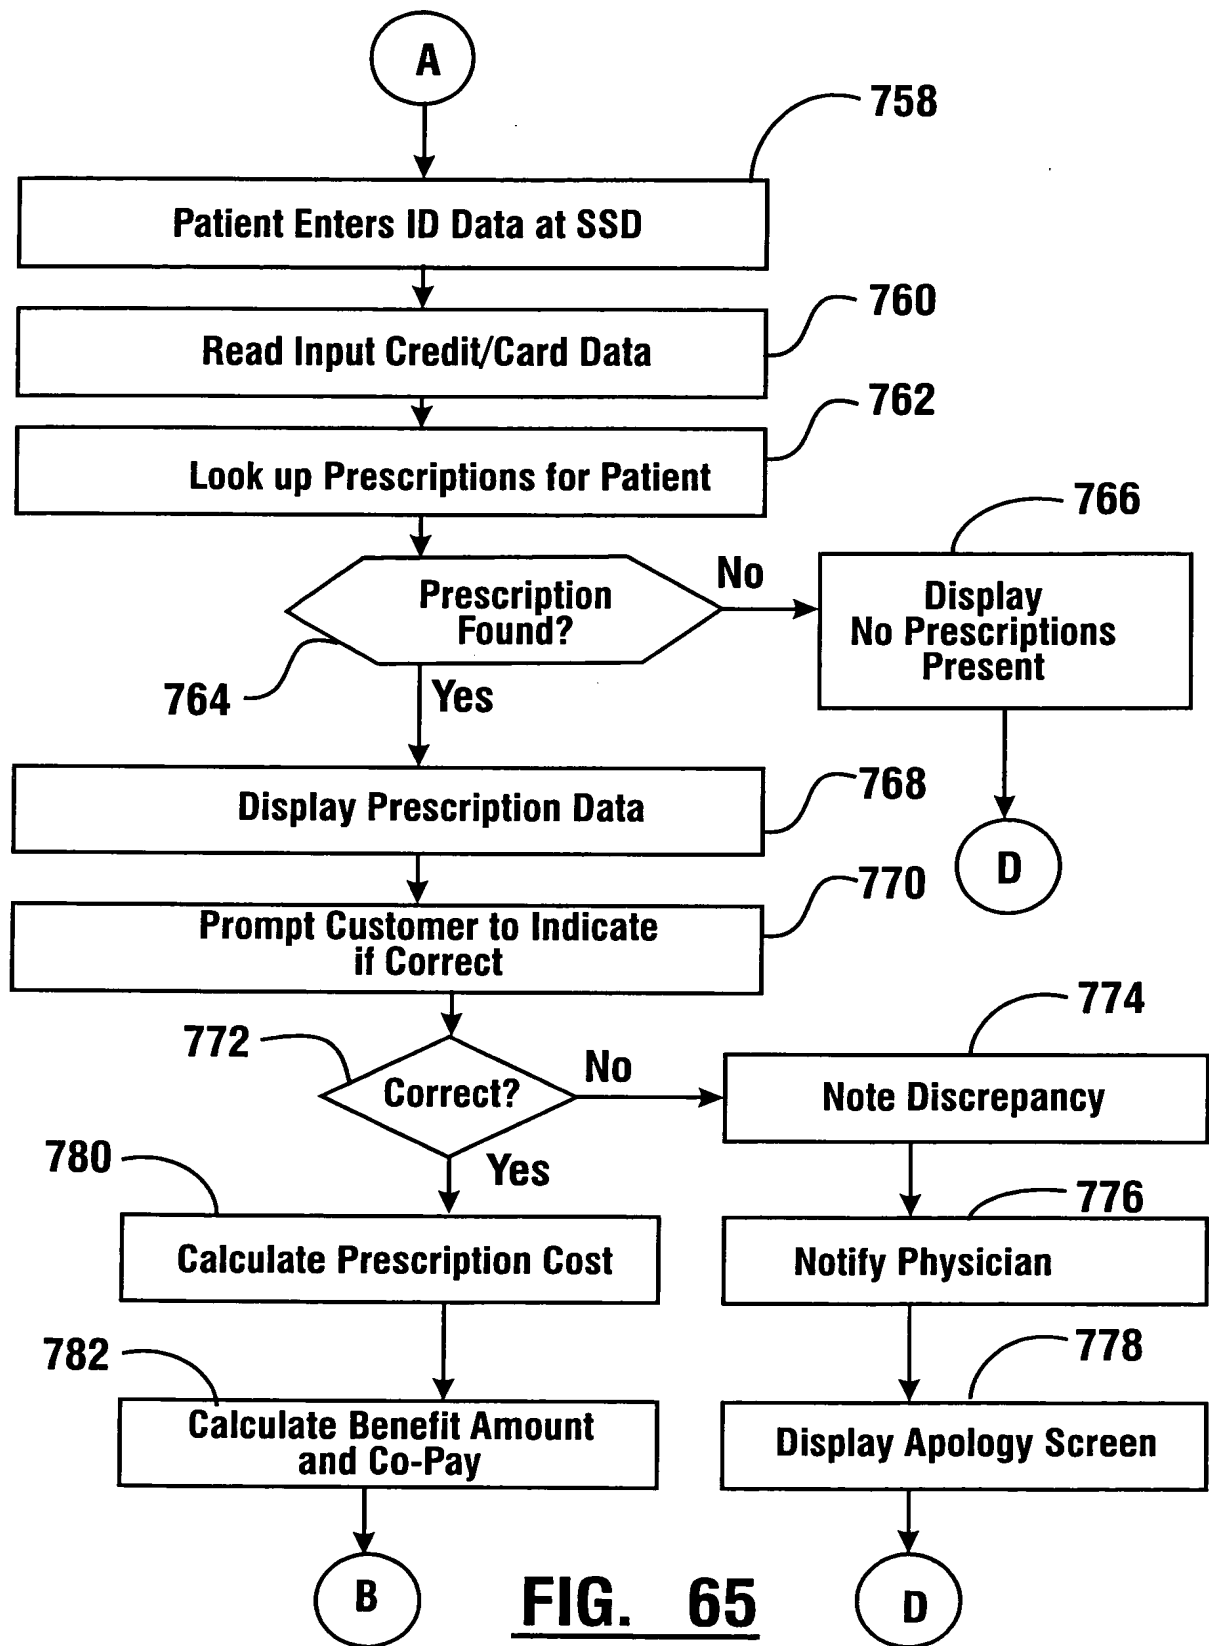 A
758
Patient Enters ID Data at SSD
760
Read Input Credit/Card Data
762
Look up Prescriptions for Patient
766
Prescription
Found?
No
Display
No Prescriptions
Present
764
Yes
768
Display Prescription Data
D
770
Prompt Customer to Indicate
if Correct
774
772
Correct?
No
Note Discrepancy
780
Yes
776
Calculate Prescription Cost
Notify Physician
782
778
Calculate Benefit Amount
and Co-Pay
Display Apology Screen
B
FIG. 65
D